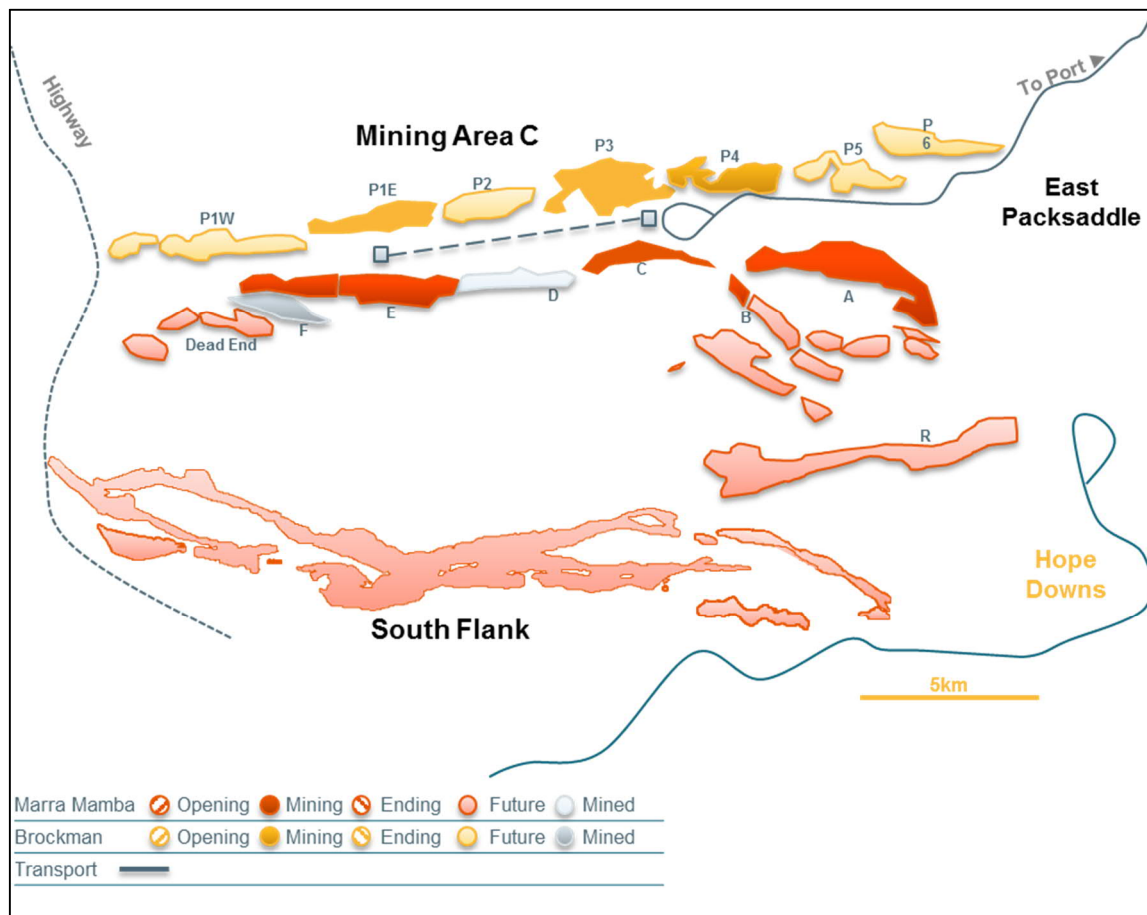 To Port ▶
Highway
Mining Area C
P
6
P3
P4
P5
P1E
P2
East
Packsaddle
P1W
C
A
D
B
E
F
Dead End
R
Hope
Downs
South Flank
5km
Marra Mamba Opening Mining Ending Future Mined
Brockman Opening Mining Ending Future Mined
Transport